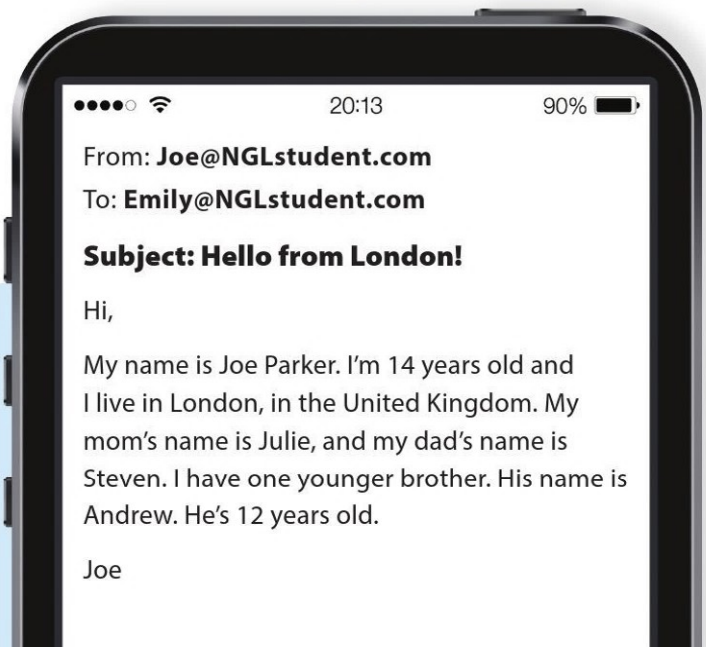 20:13
90%
From: Joe@NGLstudent.com
To: Emily@NGLstudent.com
Subject: Hello from London!
Hi,
My name is Joe Parker. I’m 14 years old and
I live in London, in the United Kingdom. My
mom’s name is Julie, and my dad’s name is
Steven. I have one younger brother. His name is
Andrew. He’s 12 years old.
Joe